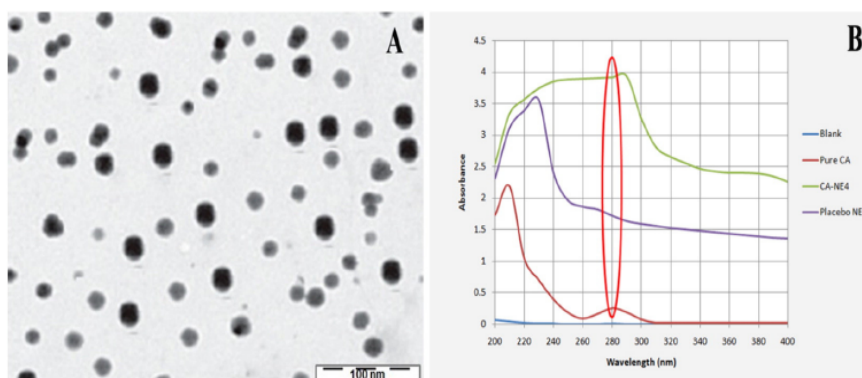 A
100 nm
B
4.5
4
3.5
3
2.5
2
1.5
1
0.5
0
Absorbance
200 220 240 260 280 300 320 340 360 380 400
Wavelength (nm)
Blank
Pure CA
CA-NE4
Placebo NE